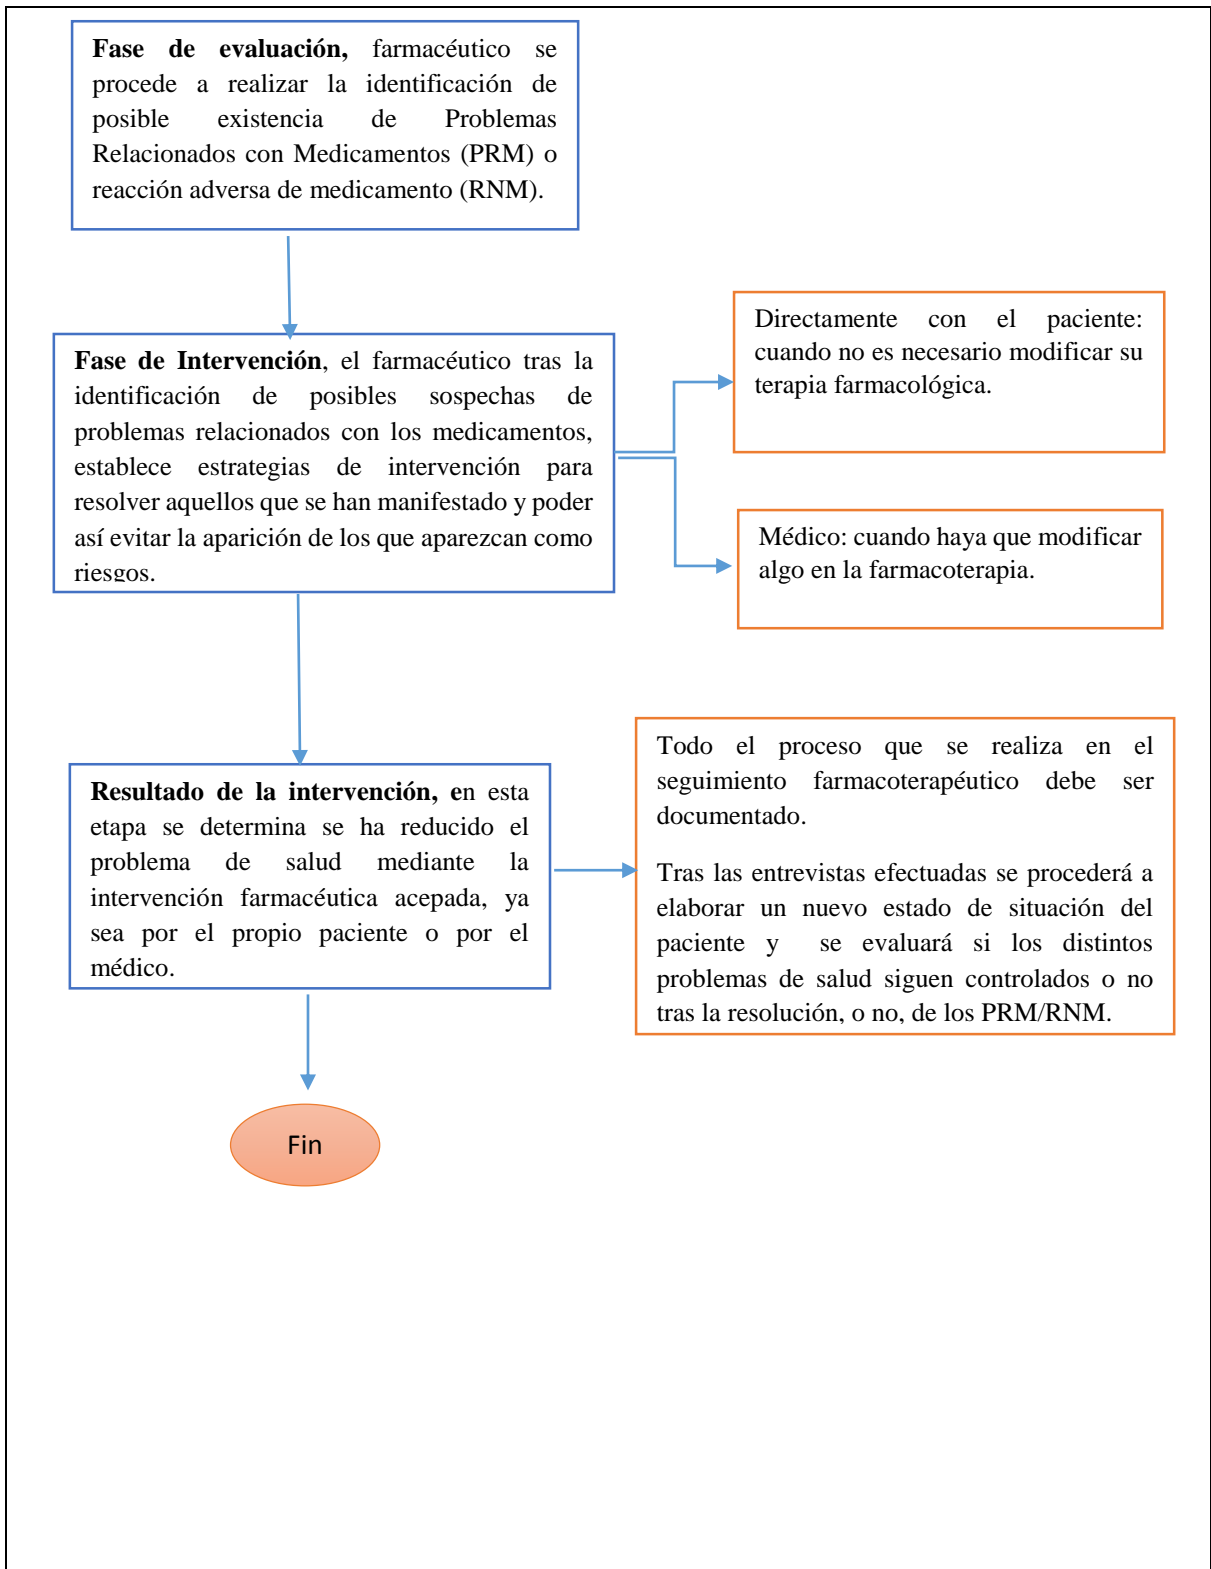 Fase de evaluación, farmacéutico se
procede a realizar la identificación de
posible existencia de Problemas
Relacionados con Medicamentos (PRM) o
reacción adversa de medicamento (RNM).
Fase de Intervención, el farmacéutico tras la
identificación de posibles sospechas de
problemas relacionados con los medicamentos,
establece estrategias de intervención para
resolver aquellos que se han manifestado y poder
así evitar la aparición de los que aparezcan como
riesgos.
Directamente con el paciente:
cuando no es necesario modificar su
terapia farmacológica.
Médico: cuando haya que modificar
algo en la farmacoterapia.
Resultado de la intervención, en esta
etapa se determina se ha reducido el
problema de salud mediante la
intervención farmacéutica acepada, ya
sea por el propio paciente o por el
médico.
Todo el proceso que se realiza en el
seguimiento farmacoterapéutico debe ser
documentado.
Tras las entrevistas efectuadas se procederá a
elaborar un nuevo estado de situación del
paciente y se evaluará si los distintos
problemas de salud siguen controlados o no
tras la resolución, o no, de los PRM/RNM.
Fin